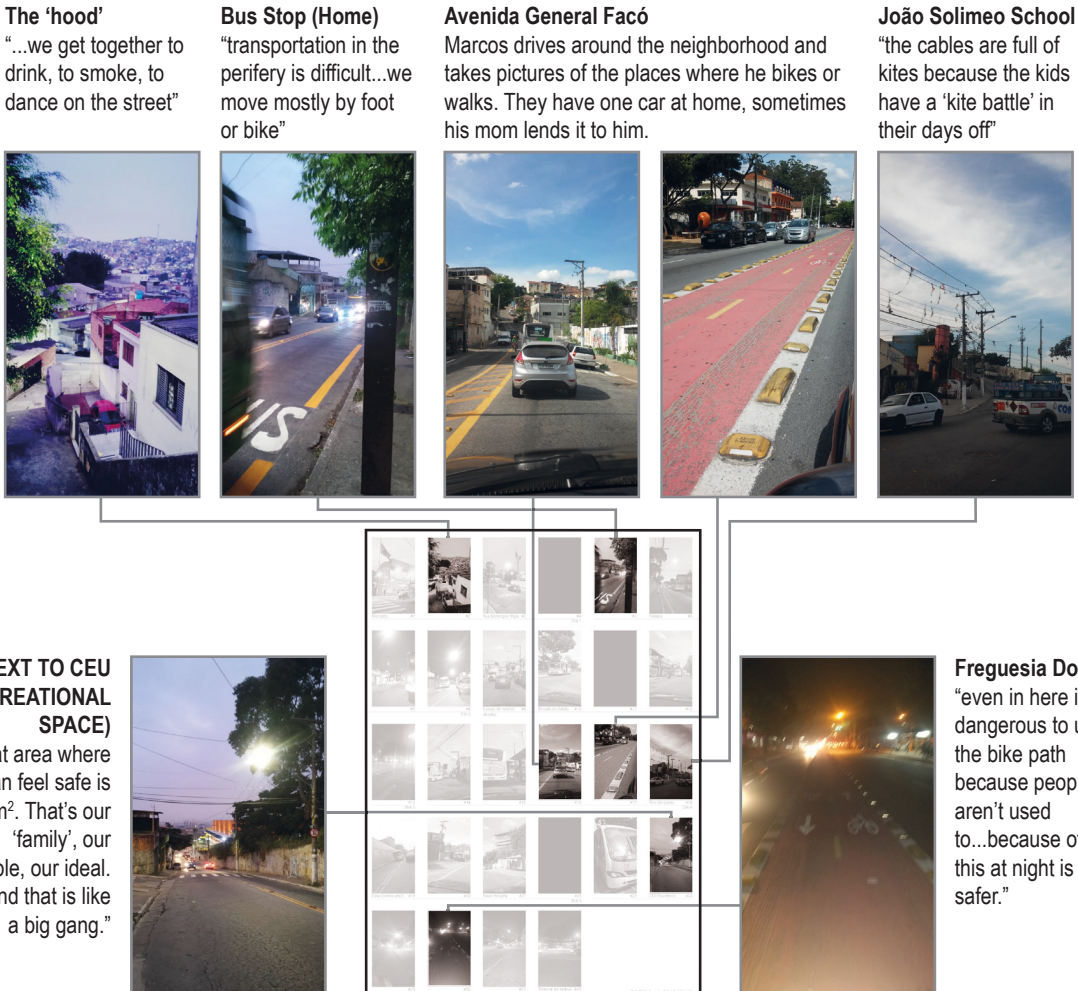 The ‘hood’
“...we get together to
drink, to smoke, to
dance on the street”
Bus Stop (Home)
“transportation in the
perifery is difficult...we
move mostly by foot
or bike”
Avenida General Facó
Marcos drives around the neighborhood and
takes pictures of the places where he bikes or
walks. They have one car at home, sometimes
his mom lends it to him.
João Solimeo School
“the cables are full of
kites because the kids
have a ‘kite battle’ in
their days off”
EXT TO CEU
REATIONAL
SPACE)
at area where
an feel safe is
m². That’s our
‘family’, our
ple, our ideal.
nd that is like
a big gang.”
Freguesia Do
“even in here i
dangerous to u
the bike path
because peop
aren’t used
to...because o
this at night is
safer.”